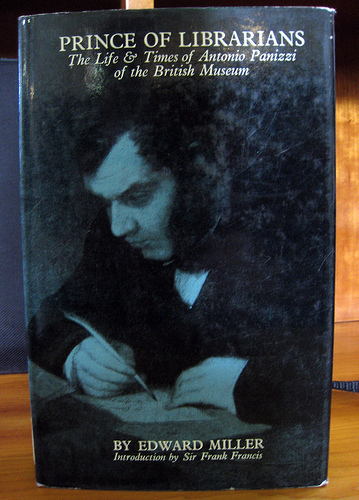 PRINCE OF LIBRARIANS
The Life & Times of Antonio Panizzi
of the British Museum
BY EDWARD MILLER
Introduction by Sir Frank Francis